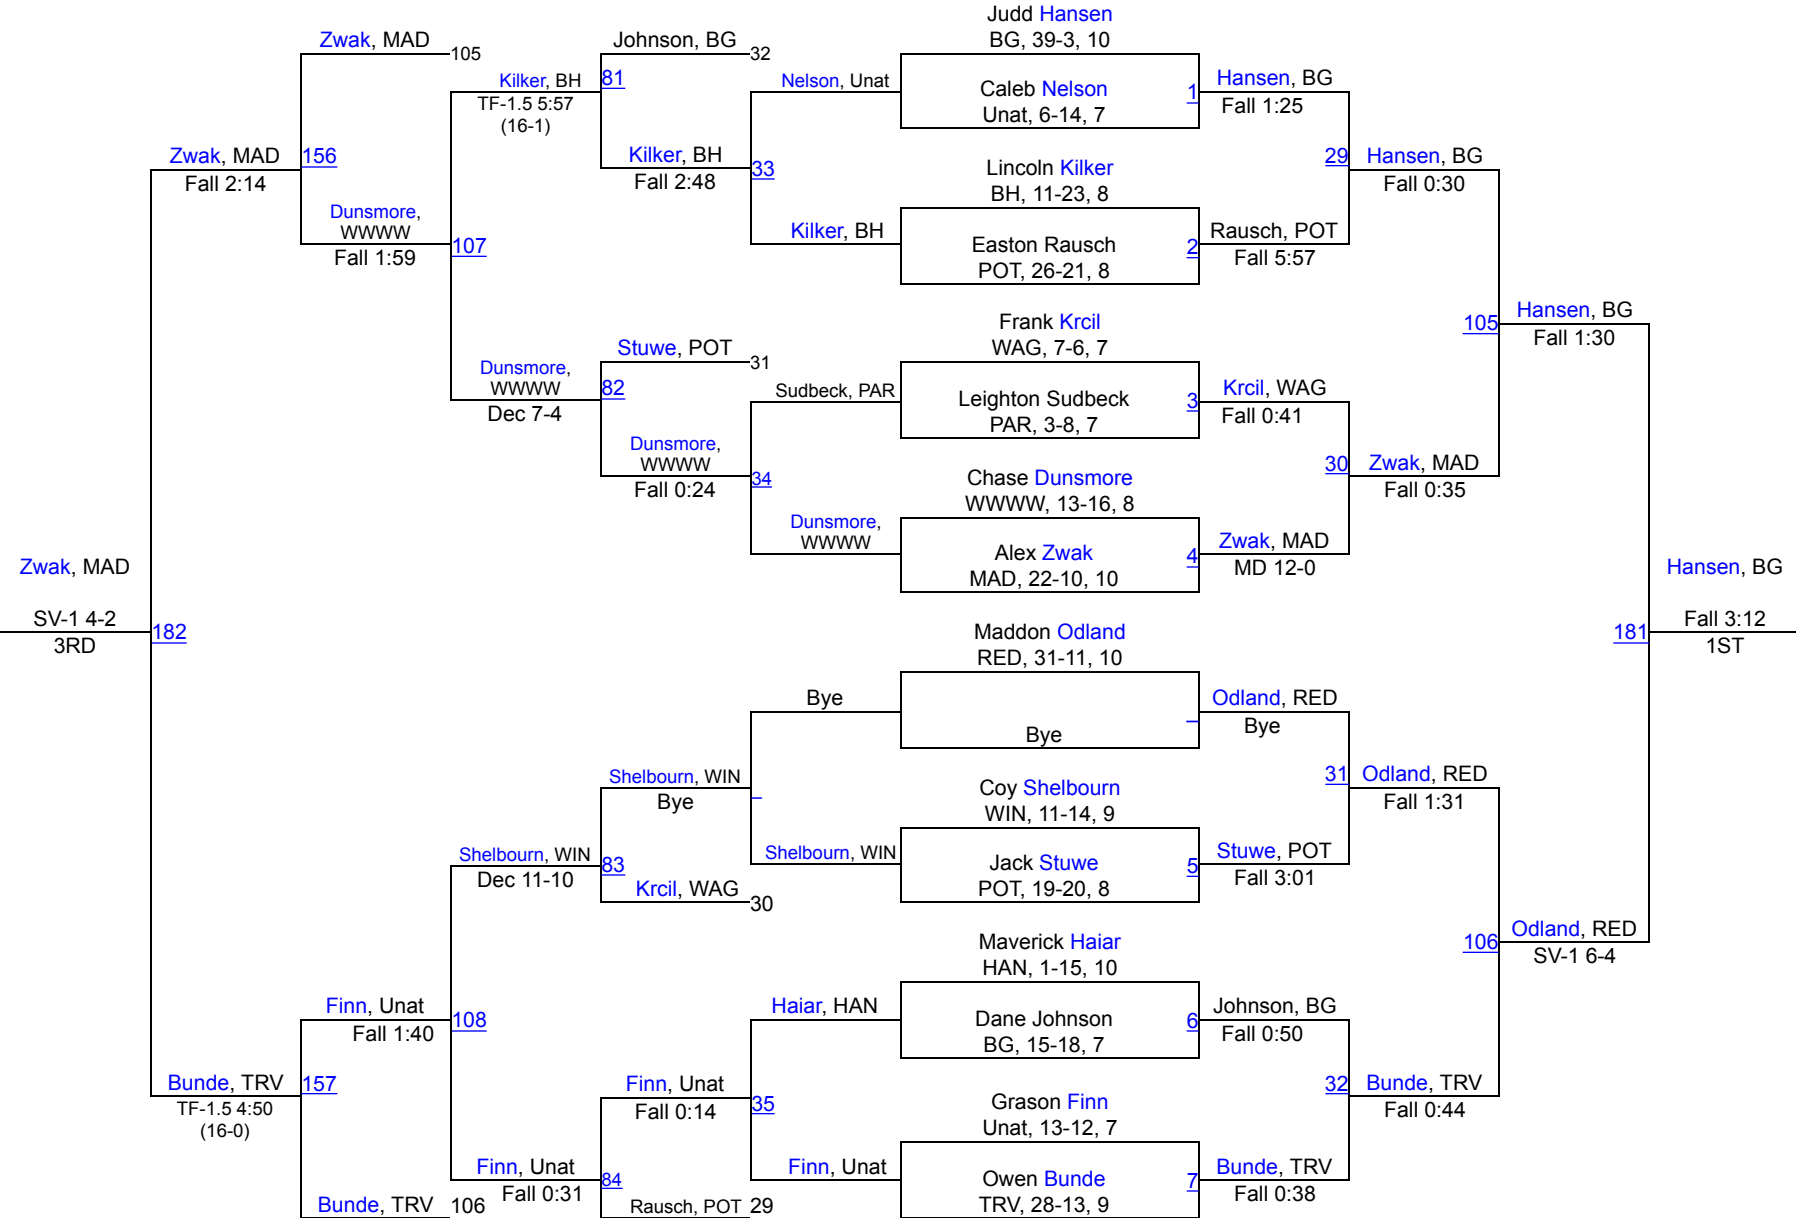 Judd Hansen
BG, 39-3, 10
Zwak, MAD
105
Johnson, BG
32
Kilker, BH
TF-1.5 5:57
(16-1)
81
Nelson, Unat
Caleb Nelson
Unat, 6-14, 7
1
Hansen, BG
Fall 1:25
Zwak, MAD
Fall 2:14
156
Kilker, BH
Fall 2:48
33
Lincoln Kilker
BH, 11-23, 8
29
Hansen, BG
Fall 0:30
Dunsmore,
WWWW
Fall 1:59
107
Kilker, BH
Easton Rausch
POT, 26-21, 8
2
Rausch, POT
Fall 5:57
Frank Krcil
WAG, 7-6, 7
105
Hansen, BG
Fall 1:30
Stuwe, POT
31
Dunsmore,
WWWW
Dec 7-4
82
Sudbeck, PAR
Leighton Sudbeck
PAR, 3-8, 7
3
Krcil, WAG
Fall 0:41
Dunsmore,
WWWW
Fall 0:24
34
Chase Dunsmore
WWWW, 13-16, 8
30
Zwak, MAD
Fall 0:35
Dunsmore,
WWWW
Alex Zwak
MAD, 22-10, 10
4
Zwak, MAD
MD 12-0
Zwak, MAD
SV-1 4-2
3RD
182
Maddon Odland
RED, 31-11, 10
181
Hansen, BG
Fall 3:12
1ST
Bye
Bye
Odland, RED
Bye
Shelbourn, WIN
Bye
Coy Shelbourn
WIN, 11-14, 9
31
Odland, RED
Fall 1:31
Shelbourn, WIN
Dec 11-10
83
Shelbourn, WIN
Jack Stuwe
POT, 19-20, 8
5
Stuwe, POT
Fall 3:01
Krcil, WAG
30
Maverick Haiar
HAN, 1-15, 10
106
Odland, RED
SV-1 6-4
Finn, Unat
Fall 1:40
108
Haiar, HAN
Dane Johnson
BG, 15-18, 7
6
Johnson, BG
Fall 0:50
Bunde, TRV
TF-1.5 4:50
(16-0)
157
Finn, Unat
Fall 0:14
35
Grason Finn
Unat, 13-12, 7
32
Bunde, TRV
Fall 0:44
Finn, Unat
Fall 0:31
84
Finn, Unat
Owen Bunde
TRV, 28-13, 9
7
Bunde, TRV
Fall 0:38
Bunde, TRV
106
Rausch, POT
29